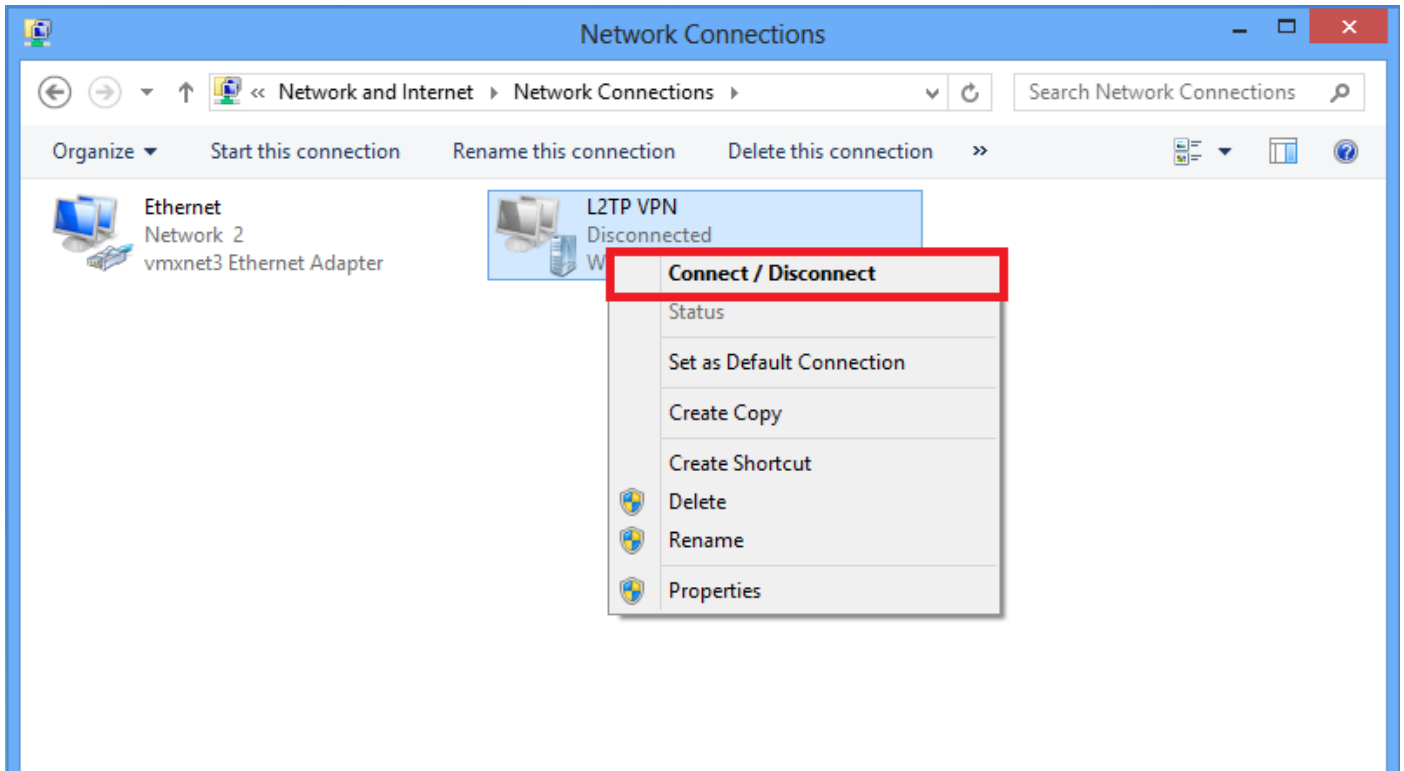 Network Connections
« Network and Internet Network Connections
Search Network Connections
Organize Start this connection Rename this connection Delete this connection »
Ethernet
Network 2
vmxnet3 Ethernet Adapter
L2TP VPN
Disconnected
Connect / Disconnect
Status
Set as Default Connection
Create Copy
Create Shortcut
Delete
Rename
Properties